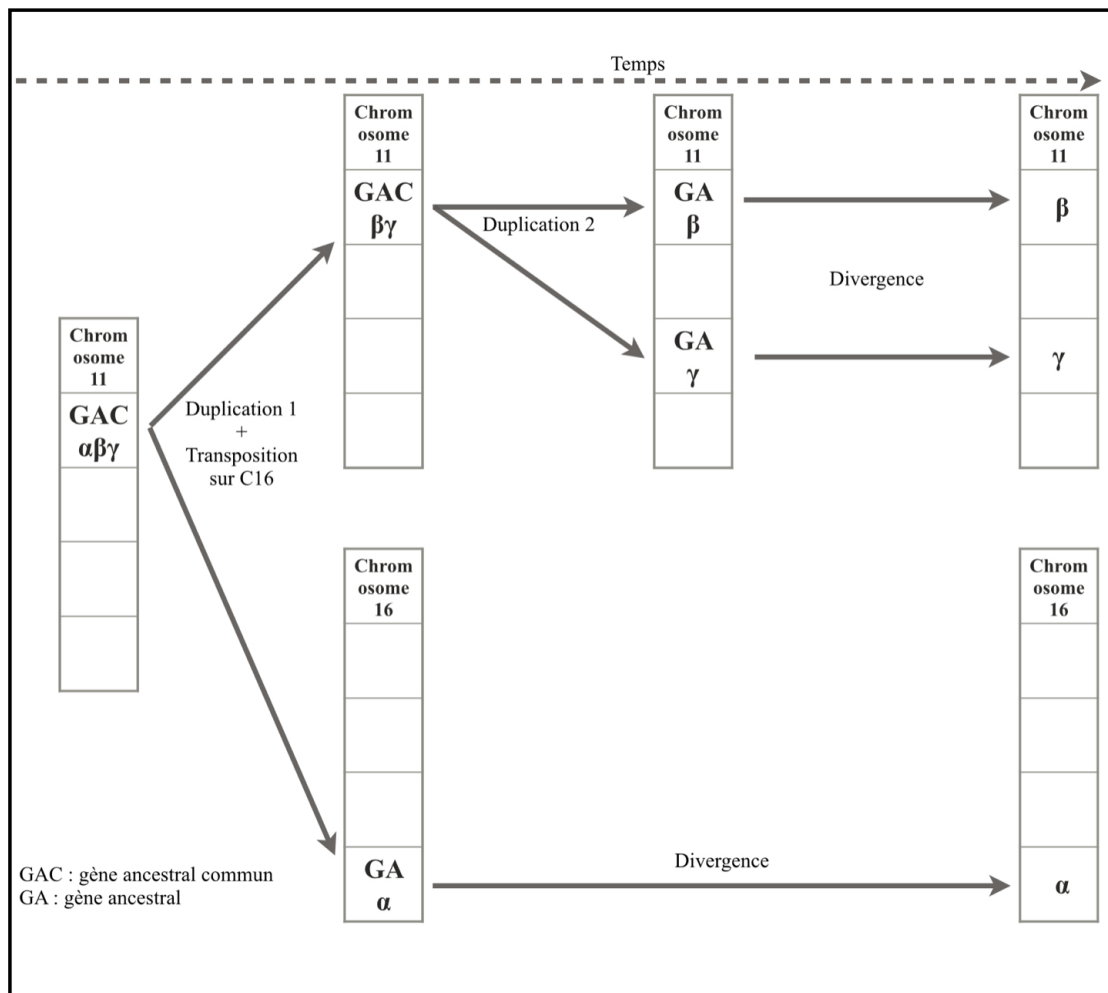 Temps
Chrom
osome
11
GAC
βγ
Chrom
osome
11
GA
β
GA
γ
Chrom
osome
11
β
γ
Duplication 2
Divergence
Chrom
osome
11
GAC
αβγ
Duplication 1
+
Transposition
sur C16
Chrom
osome
16
GA
α
Chrom
osome
16
α
Divergence
GAC : gène ancestral commun
GA : gène ancestral